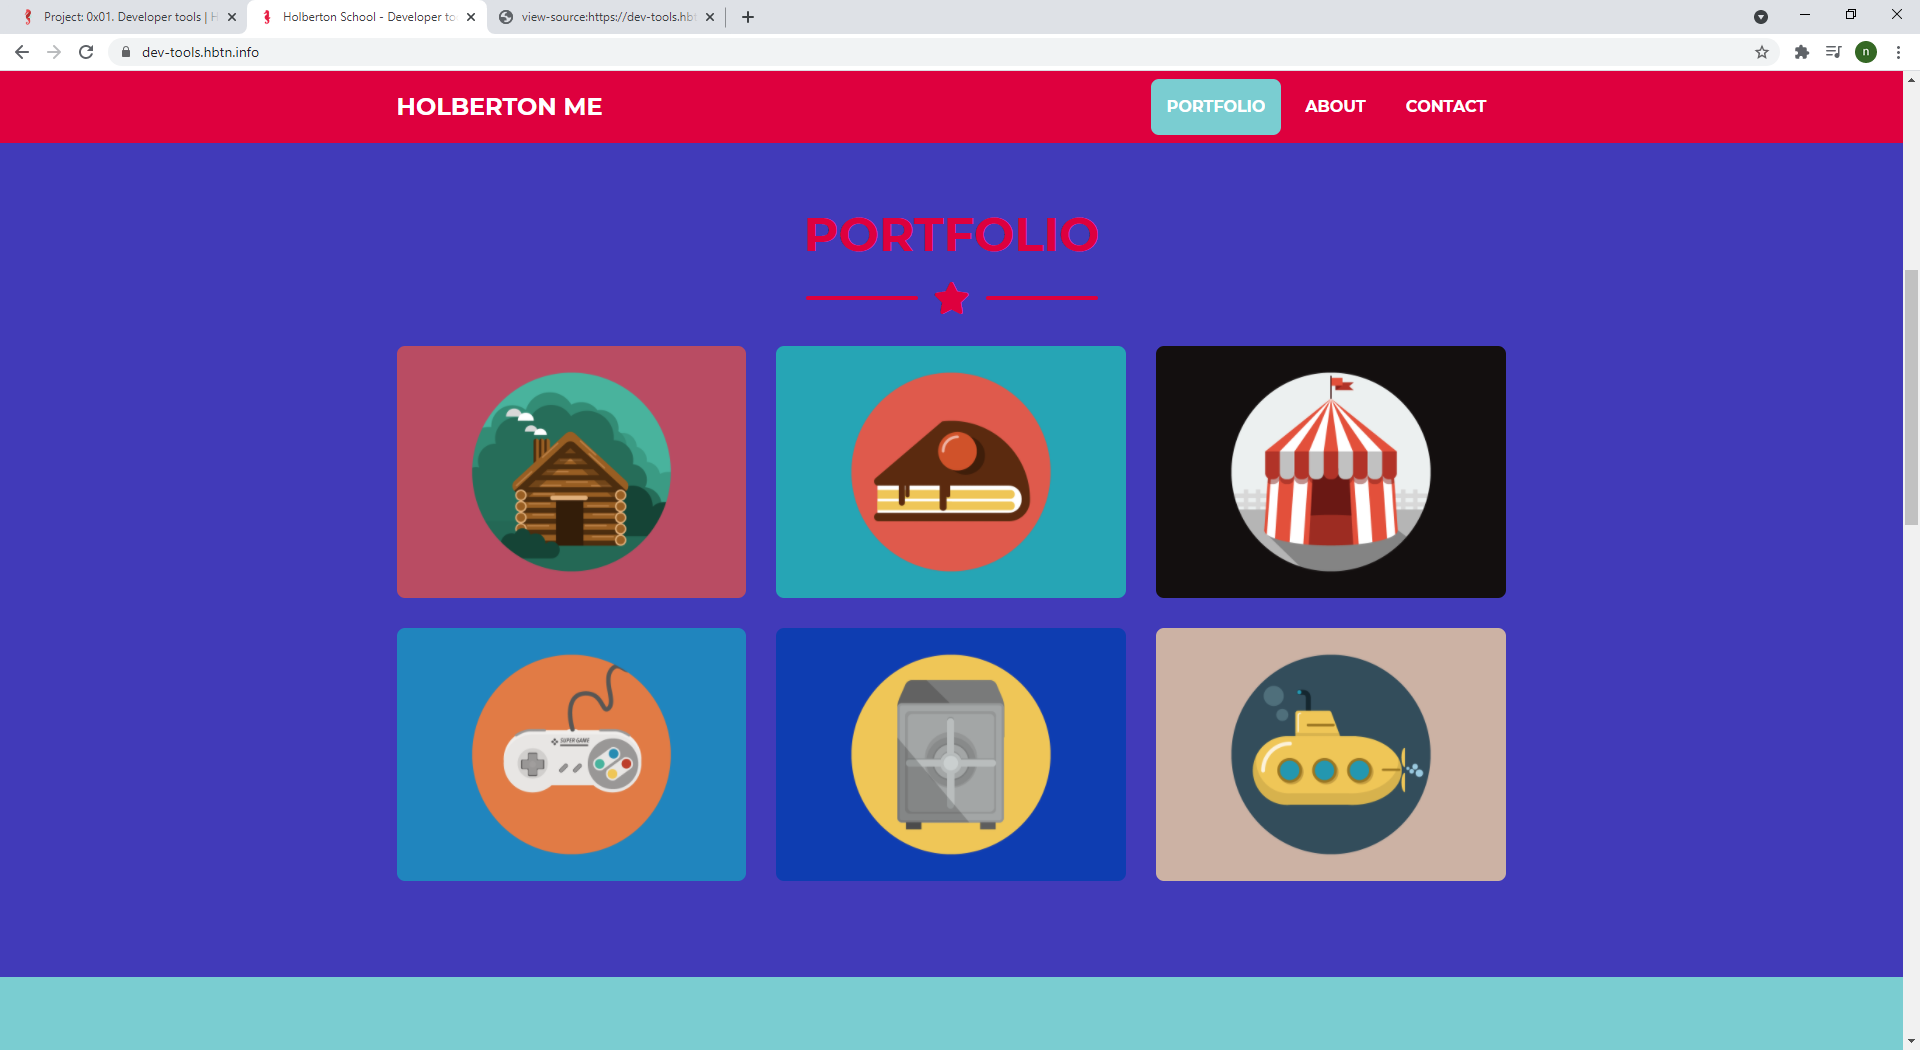 Project: 0x01. Developer tools | H
Holberton School - Developer to
view-source:https://dev-tools.hbt
dev-tools.hbtn.info
n
HOLBERTON ME
PORTFOLIO
ABOUT
CONTACT
PORTFOLIO
SUPER GAME